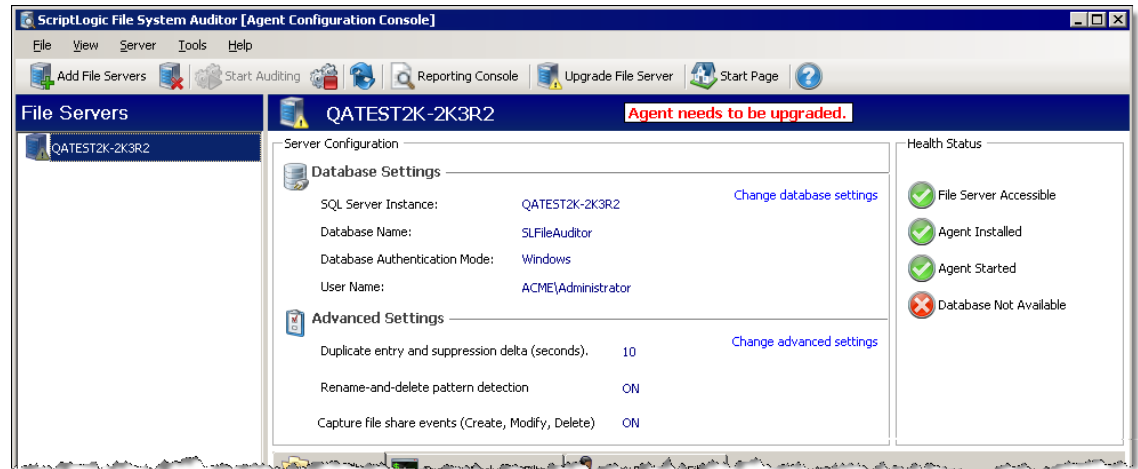 ScriptLogic File System Auditor [Agent Configuration Console]
File View Server Tools Help
Add File Servers Start Auditing Reporting Console Upgrade File Server Start Page
File Servers
QATEST2K-2K3R2
QATEST2K-2K3R2 Agent needs to be upgraded.
Server Configuration
Database Settings
Change database settings
SQL Server Instance: QATEST2K-2K3R2
Database Name: SLFileAuditor
Database Authentication Mode: Windows
User Name: ACME\Administrator
Advanced Settings
Change advanced settings
Duplicate entry and suppression delta (seconds). 10
Rename-and-delete pattern detection ON
Capture file share events (Create, Modify, Delete) ON
Health Status
File Server Accessible
Agent Installed
Agent Started
Database Not Available